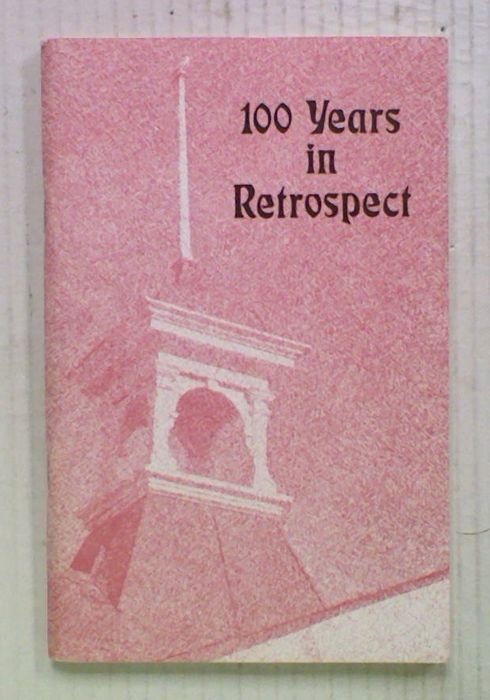 100 Years
in
Retrospect